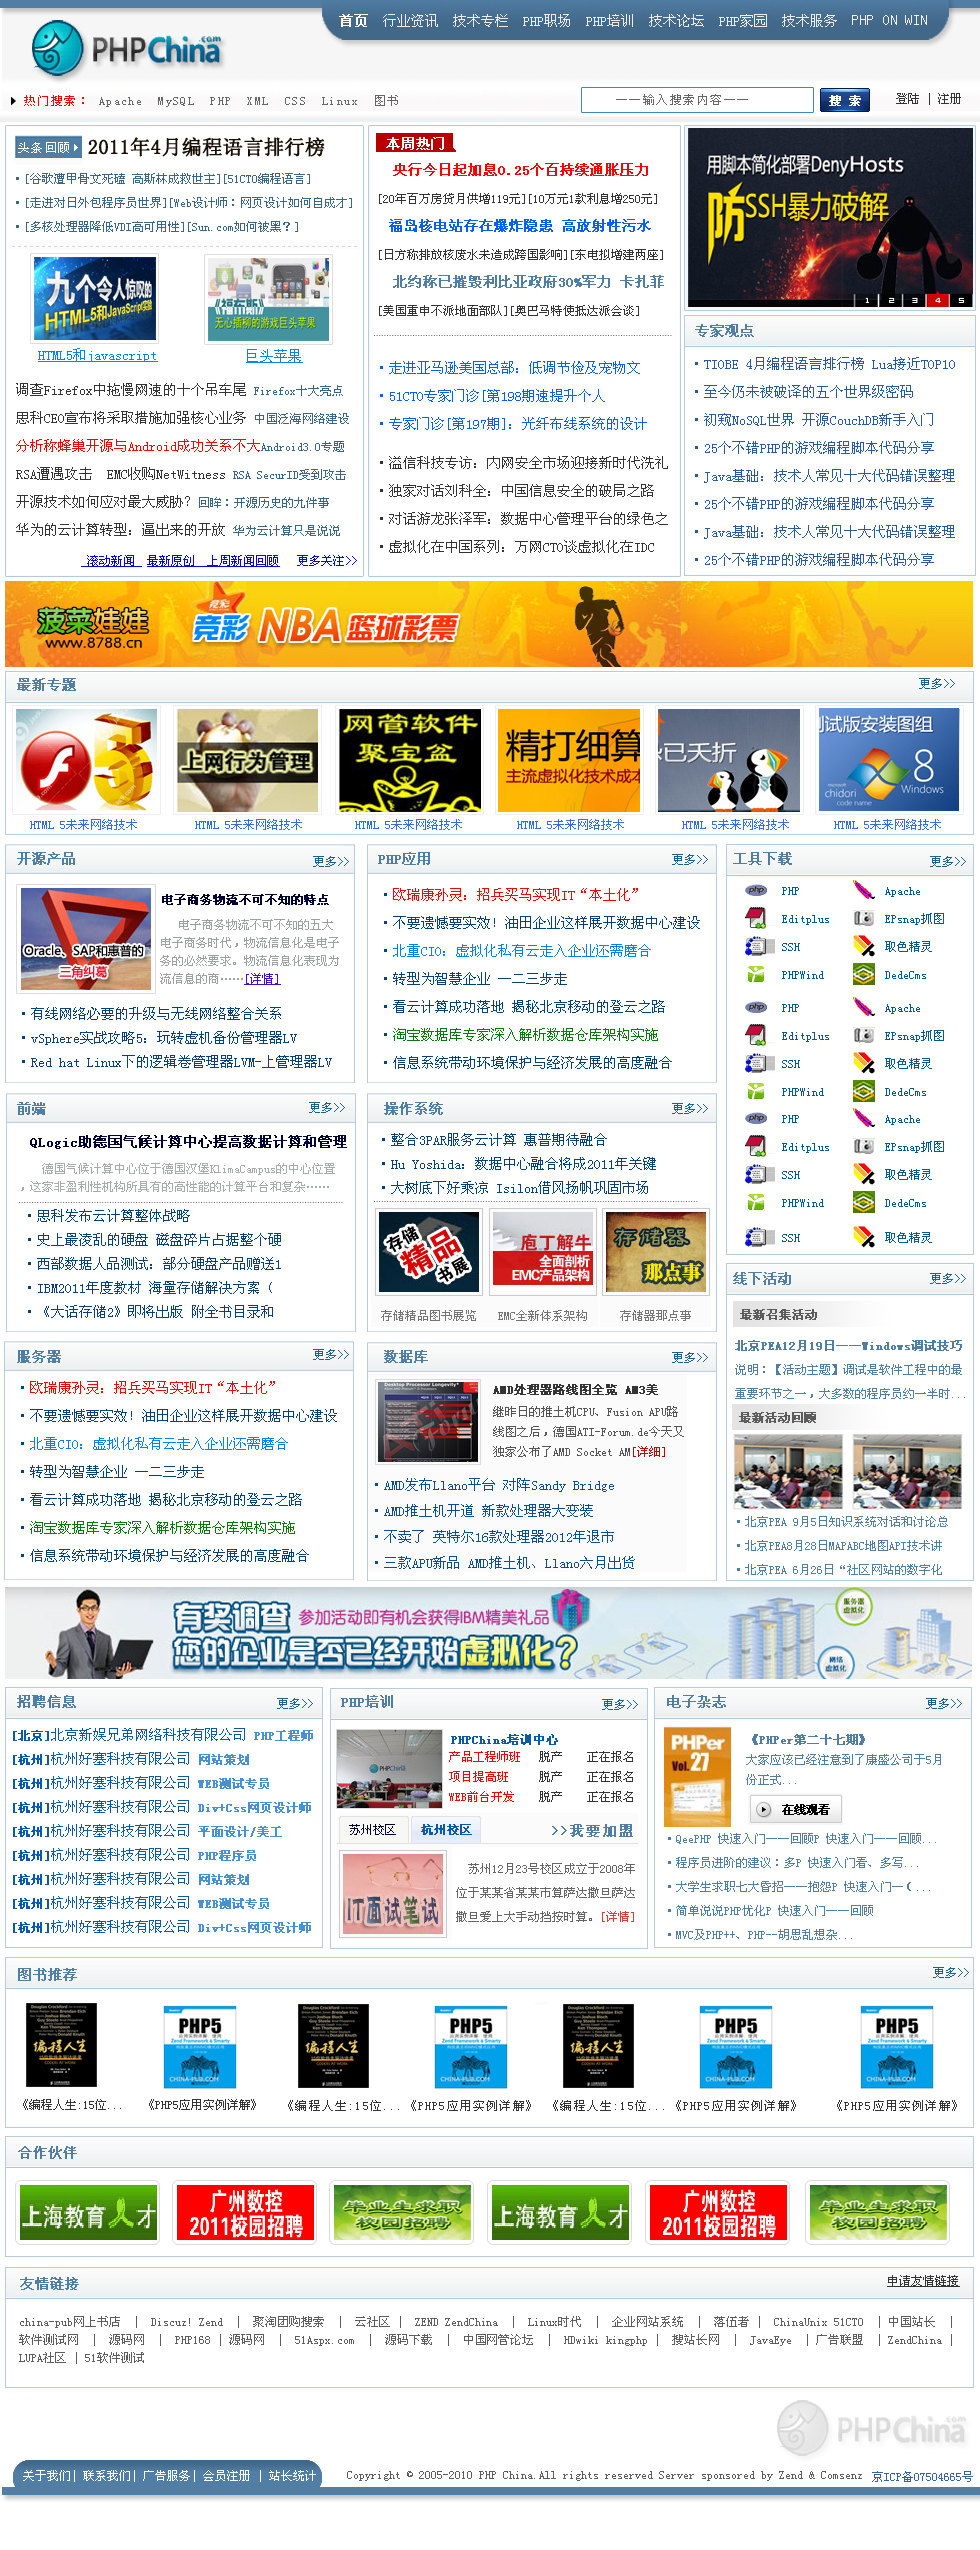 首页 行业资讯 技术专栏 PHP职场 PHP培训 技术论坛 PHP家园 技术服务 PHP ON WIN
PHPChina
热门搜索： Apache MySQL PHP XML CSS Linux 图书
——输入搜索内容——
搜 索
登陆 | 注册
头条回顾 2011年4月编程语言排行榜
[谷歌遭甲骨文死磕 高斯林成救世主][51CTO编程语言]
[走进对日外包程序员世界][Web设计师：网页设计如何自成才]
[多核处理器降低VDI高可用性][Sun.com如何被黑？]
九个令人惊叹的
HTML5和JavaScript实验
《福布斯》
无心插柳的游戏巨头苹果
HTML5和javascript
巨头苹果
调查Firefox中拖慢网速的十个吊车尾 Firefox十大亮点
思科CEO宣布将采取措施加强核心业务 中国泛海网络建设
分析称蜂巢开源与Android成功关系不大Android3.0专题
RSA遭遇攻击 EMC收购NetWitness RSA SecurID受到攻击
开源技术如何应对最大威胁？回眸：开源历史的九件事
华为的云计算转型：逼出来的开放 华为云计算只是说说
滚动新闻 最新原创 上周新闻回顾 更多关注>>
本周热门
央行今日起加息0.25个百持续通胀压力
[20年百万房贷月供增119元][10万元1款利息增250元]
福岛核电站存在爆炸隐患 高放射性污水
[日方称排放核废水未造成跨国影响][东电拟增建两座]
北约称已摧毁利比亚政府30%军力 卡扎菲
[美国重申不派地面部队][奥巴马特使抵达派会谈]
走进亚马逊美国总部：低调节俭及宠物文
51CTO专家门诊[第198期速提升个人
专家门诊[第197期]：光纤布线系统的设计
溢信科技专访：内网安全市场迎接新时代洗礼
独家对话刘科全：中国信息安全的破局之路
对话游龙张泽军：数据中心管理平台的绿色之
虚拟化在中国系列：万网CTO谈虚拟化在IDC
用脚本简化部署DenyHosts
防SSH暴力破解
1 2 3 4 5
专家观点
TIOBE 4月编程语言排行榜 Lua接近TOP10
至今仍未被破译的五个世界级密码
初窥NoSQL世界 开源CouchDB新手入门
25个不错PHP的游戏编程脚本代码分享
Java基础：技术人常见十大代码错误整理
25个不错PHP的游戏编程脚本代码分享
Java基础：技术人常见十大代码错误整理
25个不错PHP的游戏编程脚本代码分享
菠菜娃娃
www.8788.cn
竞彩 NBA 篮球彩票
最新专题 更多>>
上网行为管理
网管软件
聚宝盆
精打细算
主流虚拟化技术成本
已夭折
试版安装图组
chidori
code name
Windows 8
HTML 5未来网络技术 HTML 5未来网络技术 HTML 5未来网络技术 HTML 5未来网络技术 HTML 5未来网络技术 HTML 5未来网络技术
开源产品 更多>>
Oracle、SAP和惠普的
三角纠葛
电子商务物流不可不知的特点
电子商务物流不可不知的五大
电子商务时代，物流信息化是电子
务的必然要求。物流信息化表现为
流信息的商……[详情]
有线网络必要的升级与无线网络整合关系
vSphere实战攻略5：玩转虚机备份管理器LV
Red hat Linux下的逻辑卷管理器LVM-上管理器LV
PHP应用 更多>>
欧瑞康孙灵：招兵买马实现IT“本土化”
不要遗憾要实效！油田企业这样展开数据中心建设
北重CIO：虚拟化私有云走入企业还需磨合
转型为智慧企业 一二三步走
看云计算成功落地 揭秘北京移动的登云之路
淘宝数据库专家深入解析数据仓库架构实施
信息系统带动环境保护与经济发展的高度融合
工具下载 更多>>
PHP Apache
Editplus EPsnap抓图
SSH 取色精灵
PHPWind DedeCms
PHP Apache
Editplus EPsnap抓图
SSH 取色精灵
PHPWind DedeCms
PHP Apache
Editplus EPsnap抓图
SSH 取色精灵
PHPWind DedeCms
SSH 取色精灵
前端 更多>>
QLogic助德国气候计算中心提高数据计算和管理
德国气候计算中心位于德国汉堡KlimaCampus的中心位置
，这家非盈利性机构所具有的高性能的计算平台和复杂……
思科发布云计算整体战略
史上最凌乱的硬盘 磁盘碎片占据整个硬
西部数据人品测试：部分硬盘产品赠送1
IBM2011年度教材 海量存储解决方案（
《大话存储2》即将出版 附全书目录和
操作系统 更多>>
整合3PAR服务云计算 惠普期待融合
Hu Yoshida：数据中心融合将成2011年关键
大树底下好乘凉 Isilon借风扬帆巩固市场
存储
精品
书展
庖丁解牛
全面剖析
EMC产品架构
存储器
那点事
存储精品图书展览 EMC全新体系架构 存储器那点事
线下活动 更多>>
最新召集活动
北京PEA12月19日——Windows调试技巧
说明：【活动主题】调试是软件工程中的最
重要环节之一，大多数的程序员约一半时...
最新活动回顾
北京PEA 9月5日知识系统对话和讨论总
北京PEA8月28日MAPABC地图API技术讲
北京PEA 6月26日“社区网站的数字化
服务器 更多>>
欧瑞康孙灵：招兵买马实现IT“本土化”
不要遗憾要实效！油田企业这样展开数据中心建设
北重CIO：虚拟化私有云走入企业还需磨合
转型为智慧企业 一二三步走
看云计算成功落地 揭秘北京移动的登云之路
淘宝数据库专家深入解析数据仓库架构实施
信息系统带动环境保护与经济发展的高度融合
数据库 更多>>
Desktop Processor Longevity
AMD处理器路线图全览 AM3美
继昨日的推土机CPU、Fusion APU路
线图之后，德国ATI-Forum.de今天又
独家公布了AMD Socket AM[详细]
AMD发布Llano平台 对阵Sandy Bridge
AMD推土机开道 新款处理器大变装
不卖了 英特尔16款处理器2012年退市
三款APU新品 AMD推土机、Llano六月出货
有奖调查 参加活动即有机会获得IBM精美礼品
您的企业是否已经开始虚拟化？
服务器
虚拟化
网络
虚拟化
招聘信息 更多>>
[北京]北京新娱兄弟网络科技有限公司 PHP工程师
[杭州]杭州好塞科技有限公司 网站策划
[杭州]杭州好塞科技有限公司 WEB测试专员
[杭州]杭州好塞科技有限公司 Div+Css网页设计师
[杭州]杭州好塞科技有限公司 平面设计/美工
[杭州]杭州好塞科技有限公司 PHP程序员
[杭州]杭州好塞科技有限公司 网站策划
[杭州]杭州好塞科技有限公司 WEB测试专员
[杭州]杭州好塞科技有限公司 Div+Css网页设计师
PHP培训 更多>>
PHPChina
PHPChina培训中心
产品工程师班 脱产 正在报名
项目提高班 脱产 正在报名
WEB前台开发 脱产 正在报名
苏州校区 杭州校区 >>我要加盟
IT面试笔试
苏州12月23号校区成立于2008年
位于某某省某某市算萨达撒旦萨达
撒旦爱上大手动挡按时算。[详情]
电子杂志 更多>>
PHPer
Vol.27
《PHPer第二十七期》
大家应该已经注意到了康盛公司于5月
份正式...
在线观看
QeePHP 快速入门——回顾P 快速入门——回顾...
程序员进阶的建议：多P 快速入门看、多写...
大学生求职七大昏招——抱怨P 快速入门—（...
简单说说PHP优化P 快速入门——回顾
MVC及PHP++、PHP--胡思乱想杂...
图书推荐 更多>>
编程人生
PHP5
编程人生
PHP5
编程人生
PHP5
PHP5
《编程人生:15位... 《PHP5应用实例详解》 《编程人生:15位... 《PHP5应用实例详解》 《编程人生:15位... 《PHP5应用实例详解》 《PHP5应用实例详解》
合作伙伴
上海教育人才
广州数控
2011校园招聘
毕业生求职
校园招聘
上海教育人才
广州数控
2011校园招聘
毕业生求职
校园招聘
友情链接 申请友情链接
china-pub网上书店 | Discuz! Zend | 聚淘团购搜索 | 云社区 | ZEND ZendChina | Linux时代 | 企业网站系统 | 落伍者 | ChinaUnix 51CTO | 中国站长 |
软件测试网 | 源码网 | PHP168 | 源码网 | 51Aspx.com | 源码下载 | 中国网管论坛 | HDwiki kingphp | 搜站长网 | JavaEye | 广告联盟 | ZendChina |
LUPA社区 | 51软件测试
PHPChina
关于我们| 联系我们| 广告服务| 会员注册 | 站长统计
Copyright © 2005-2010 PHP China.All rights reserved Server sponsored by Zend & Comsenz 京ICP备07504665号